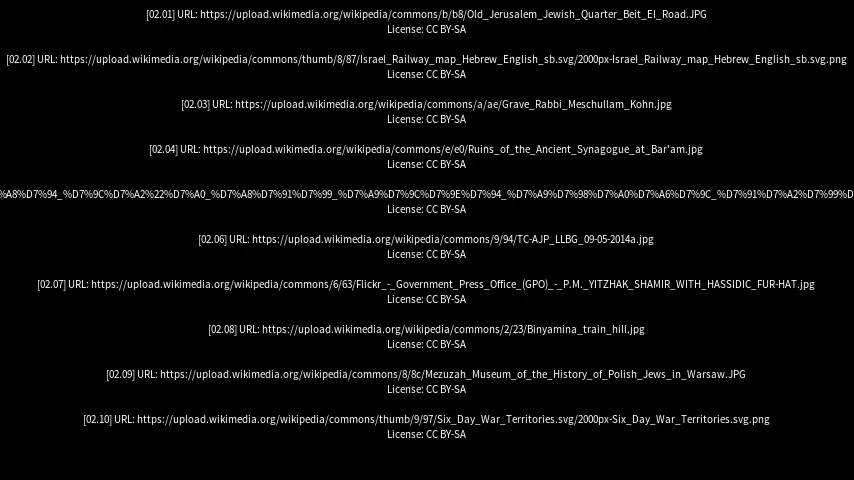 [02.01] URL: https://upload.wikimedia.org/wikipedia/commons/b/b8/Old_Jerusalem_Jewish_Quarter_Beit_El_Road.JPG
License: CC BY-SA
[02.02] URL: https://upload.wikimedia.org/wikipedia/commons/thumb/8/87/Israel_Railway_map_Hebrew_English_sb.svg/2000px-Israel_Railway_map_Hebrew_English_sb.svg.png
License: CC BY-SA
[02.03] URL: https://upload.wikimedia.org/wikipedia/commons/a/ae/Grave_Rabbi_Meschullam_Kohn.jpg
License: CC BY-SA
[02.04] URL: https://upload.wikimedia.org/wikipedia/commons/e/e0/Ruins_of_the_Ancient_Synagogue_at_Bar'am.jpg
License: CC BY-SA
%A8%D7%94_%D7%9C%D7%A2%22%D7%A0_%D7%A8%D7%91%D7%99_%D7%A9%D7%9C%D7%9E%D7%94_%D7%A9%D7%98%D7%A0%D7%A6%D7%9C_%D7%91%D7%A2%D7%99%D
License: CC BY-SA
[02.06] URL: https://upload.wikimedia.org/wikipedia/commons/9/94/TC-AJP_LLBG_09-05-2014a.jpg
License: CC BY-SA
[02.07] URL: https://upload.wikimedia.org/wikipedia/commons/6/63/Flickr_-_Government_Press_Office_(GPO)_-_P.M._YITZHAK_SHAMIR_WITH_HASSIDIC_FUR-HAT.jpg
License: CC BY-SA
[02.08] URL: https://upload.wikimedia.org/wikipedia/commons/2/23/Binyamina_train_hill.jpg
License: CC BY-SA
[02.09] URL: https://upload.wikimedia.org/wikipedia/commons/8/8c/Mezuzah_Museum_of_the_History_of_Polish_Jews_in_Warsaw.JPG
License: CC BY-SA
[02.10] URL: https://upload.wikimedia.org/wikipedia/commons/thumb/9/97/Six_Day_War_Territories.svg/2000px-Six_Day_War_Territories.svg.png
License: CC BY-SA